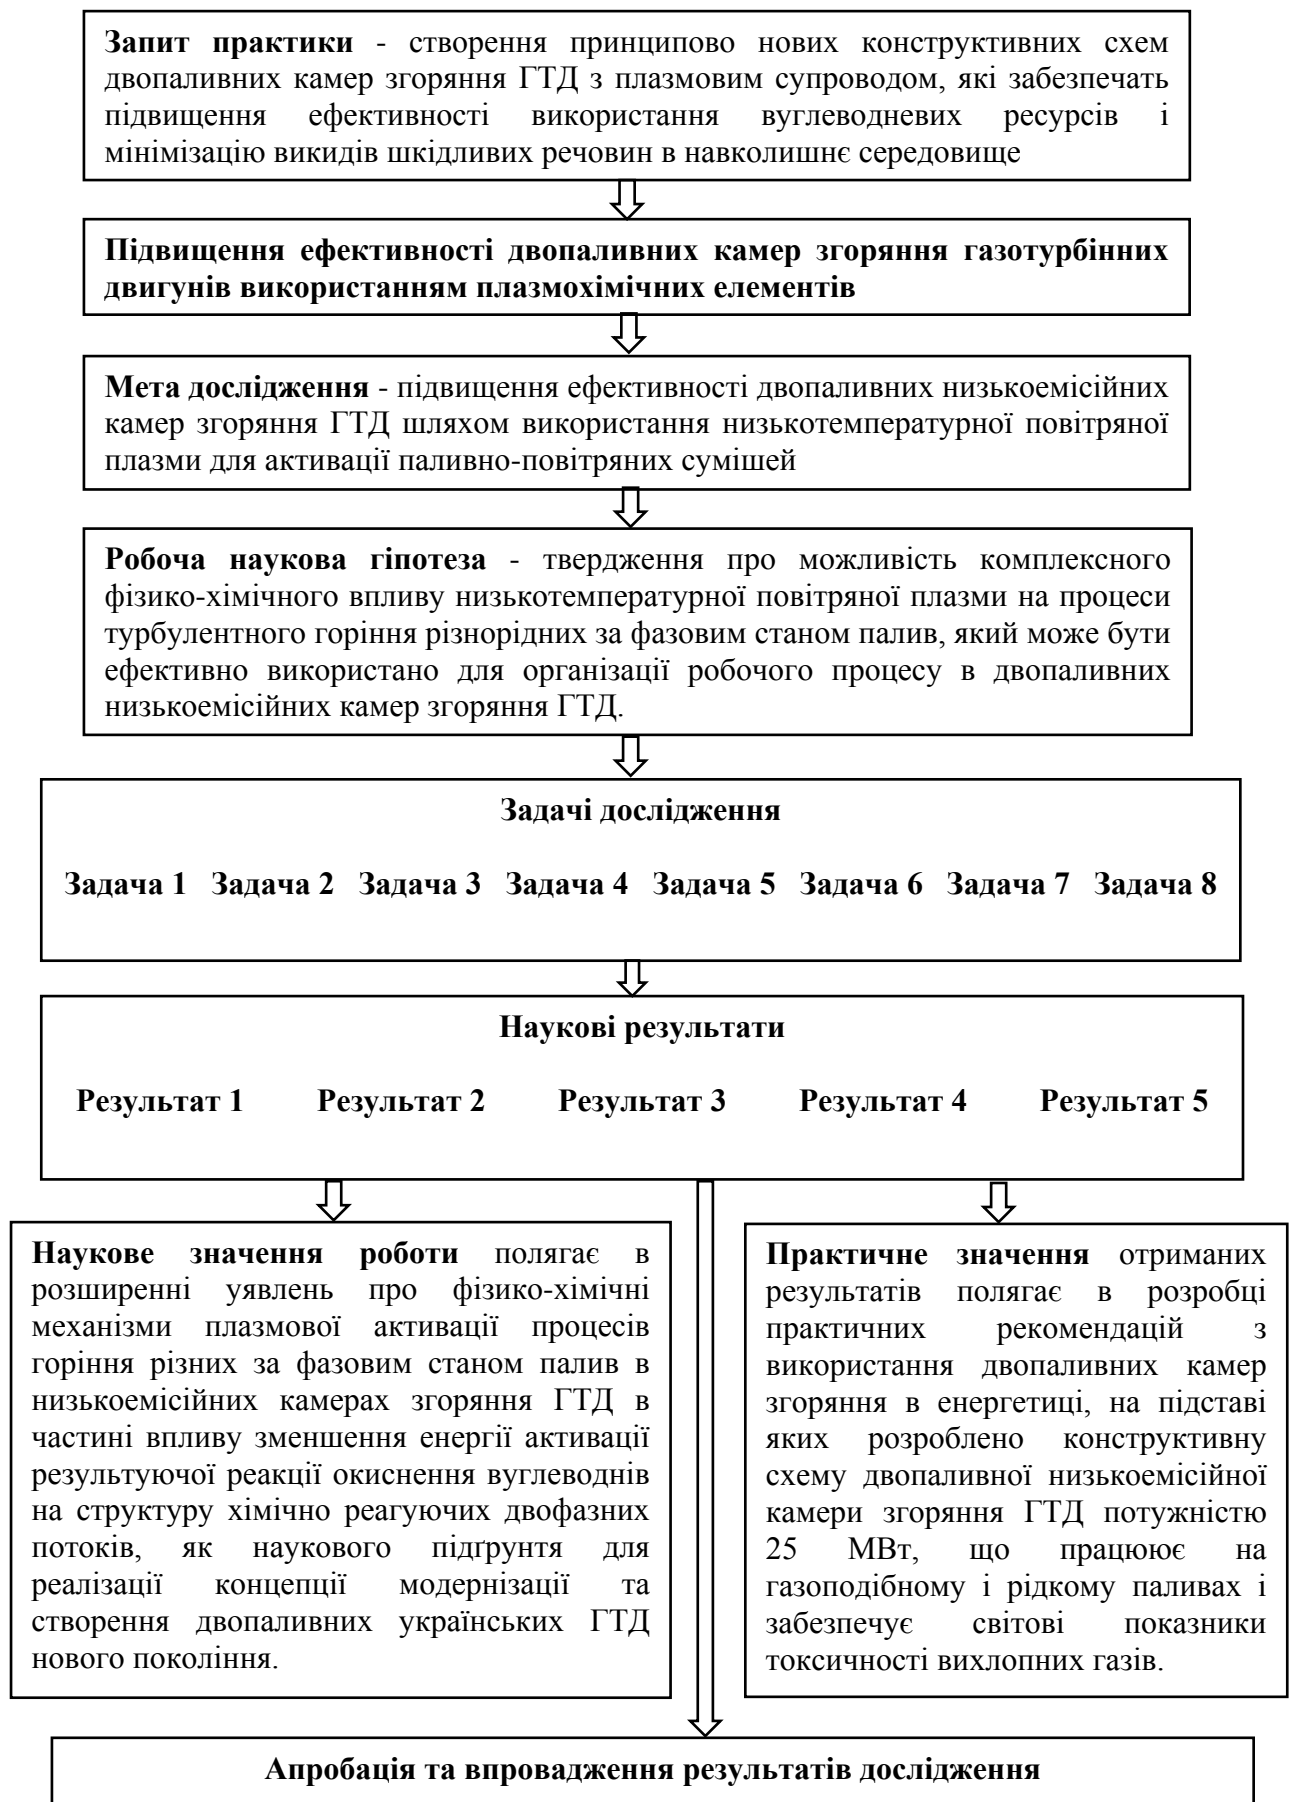 Запит практики - створення принципово нових конструктивних схем
двопаливних камер згоряння ГТД з плазмовим супроводом, які забезпечать
підвищення ефективності використання вуглеводневих ресурсів і
мінімізацію викидів шкідливих речовин в навколишнє середовище
Підвищення ефективності двопаливних камер згоряння газотурбінних
двигунів використанням плазмохімічних елементів
Мета дослідження - підвищення ефективності двопаливних низькоемісійних
камер згоряння ГТД шляхом використання низькотемпературної повітряної
плазми для активації паливно-повітряних сумішей
Робоча наукова гіпотеза - твердження про можливість комплексного
фізико-хімічного впливу низькотемпературної повітряної плазми на процеси
турбулентного горіння різнорідних за фазовим станом палив, який може бути
ефективно використано для організації робочого процесу в двопаливних
низькоемісійних камер згоряння ГТД.
Задачі дослідження
Задача 1 Задача 2 Задача 3 Задача 4 Задача 5 Задача 6 Задача 7 Задача 8
Наукові результати
Результат 1 Результат 2 Результат 3 Результат 4 Результат 5
Наукове значення роботи полягає в
розширенні уявлень про фізико-хімічні
механізми плазмової активації процесів
горіння різних за фазовим станом палив в
низькоемісійних камерах згоряння ГТД в
частині впливу зменшення енергії активації
результуючої реакції окиснення вуглеводнів
на структуру хімічно реагуючих двофазних
потоків, як наукового підґрунтя для
реалізації концепції модернізації та
створення двопаливних українських ГТД
нового покоління.
Практичне значення отриманих
результатів полягає в розробці
практичних рекомендацій з
використання двопаливних камер
згоряння в енергетиці, на підставі
яких розроблено конструктивну
схему двопаливної низькоемісійної
камери згоряння ГТД потужністю
25 МВт, що працюює на
газоподібному і рідкому паливах і
забезпечує світові показники
токсичності вихлопних газів.
Апробація та впровадження результатів дослідження